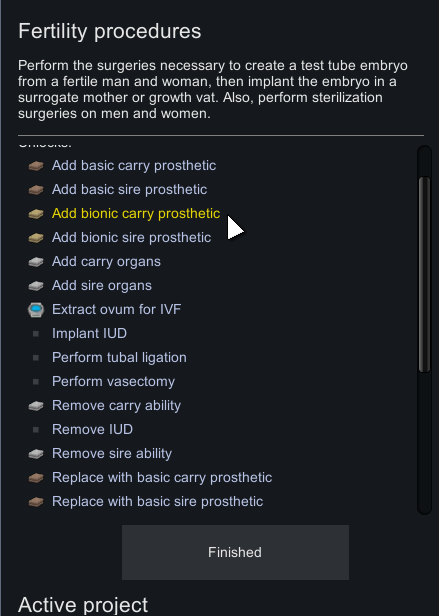 Fertility procedures
Perform the surgeries necessary to create a test tube embryo
from a fertile man and woman, then implant the embryo in a
surrogate mother or growth vat. Also, perform sterilization
surgeries on men and women.
Unlocks:
Add basic carry prosthetic
Add basic sire prosthetic
Add bionic carry prosthetic
Add bionic sire prosthetic
Add carry organs
Add sire organs
Extract ovum for IVF
Implant IUD
Perform tubal ligation
Perform vasectomy
Remove carry ability
Remove IUD
Remove sire ability
Replace with basic carry prosthetic
Replace with basic sire prosthetic
Finished
Active project